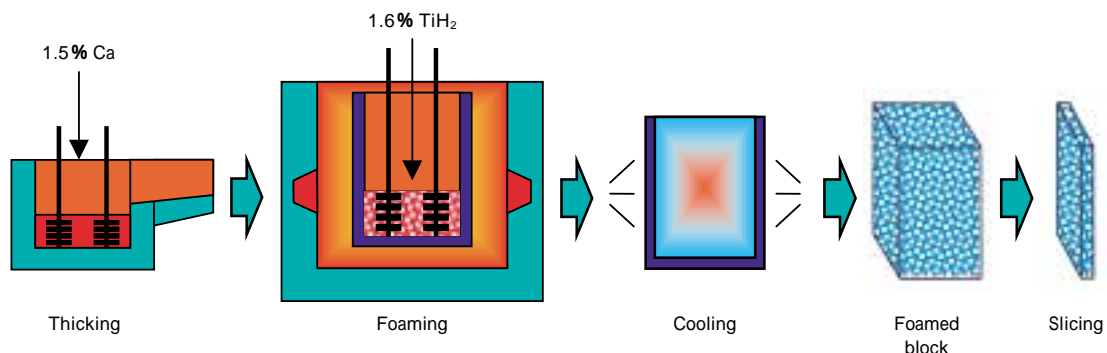 1.5% Ca
1.6% TiH₂
Thicking
Foaming
Cooling
Foamed
block
Slicing